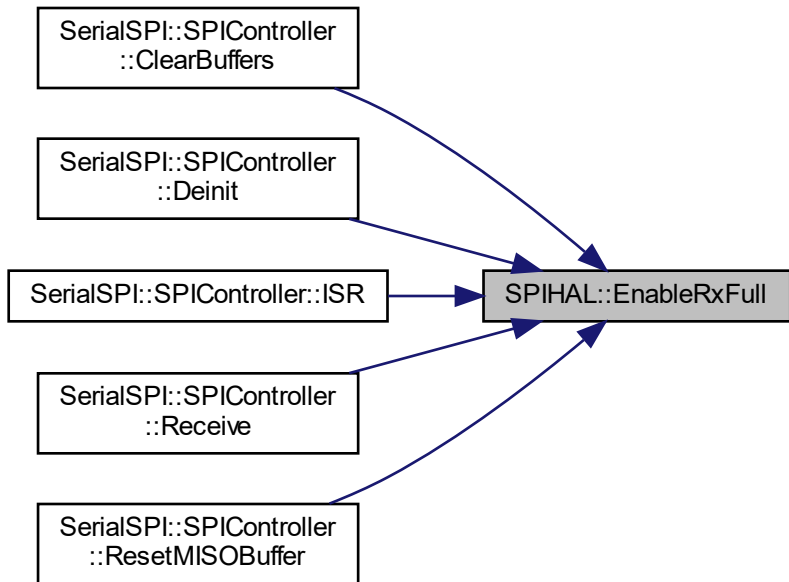 SerialSPI::SPIController
::ClearBuffers
SerialSPI::SPIController
::Deinit
SerialSPI::SPIController::ISR
SPIHAL::EnableRxFull
SerialSPI::SPIController
::Receive
SerialSPI::SPIController
::ResetMISOBuffer